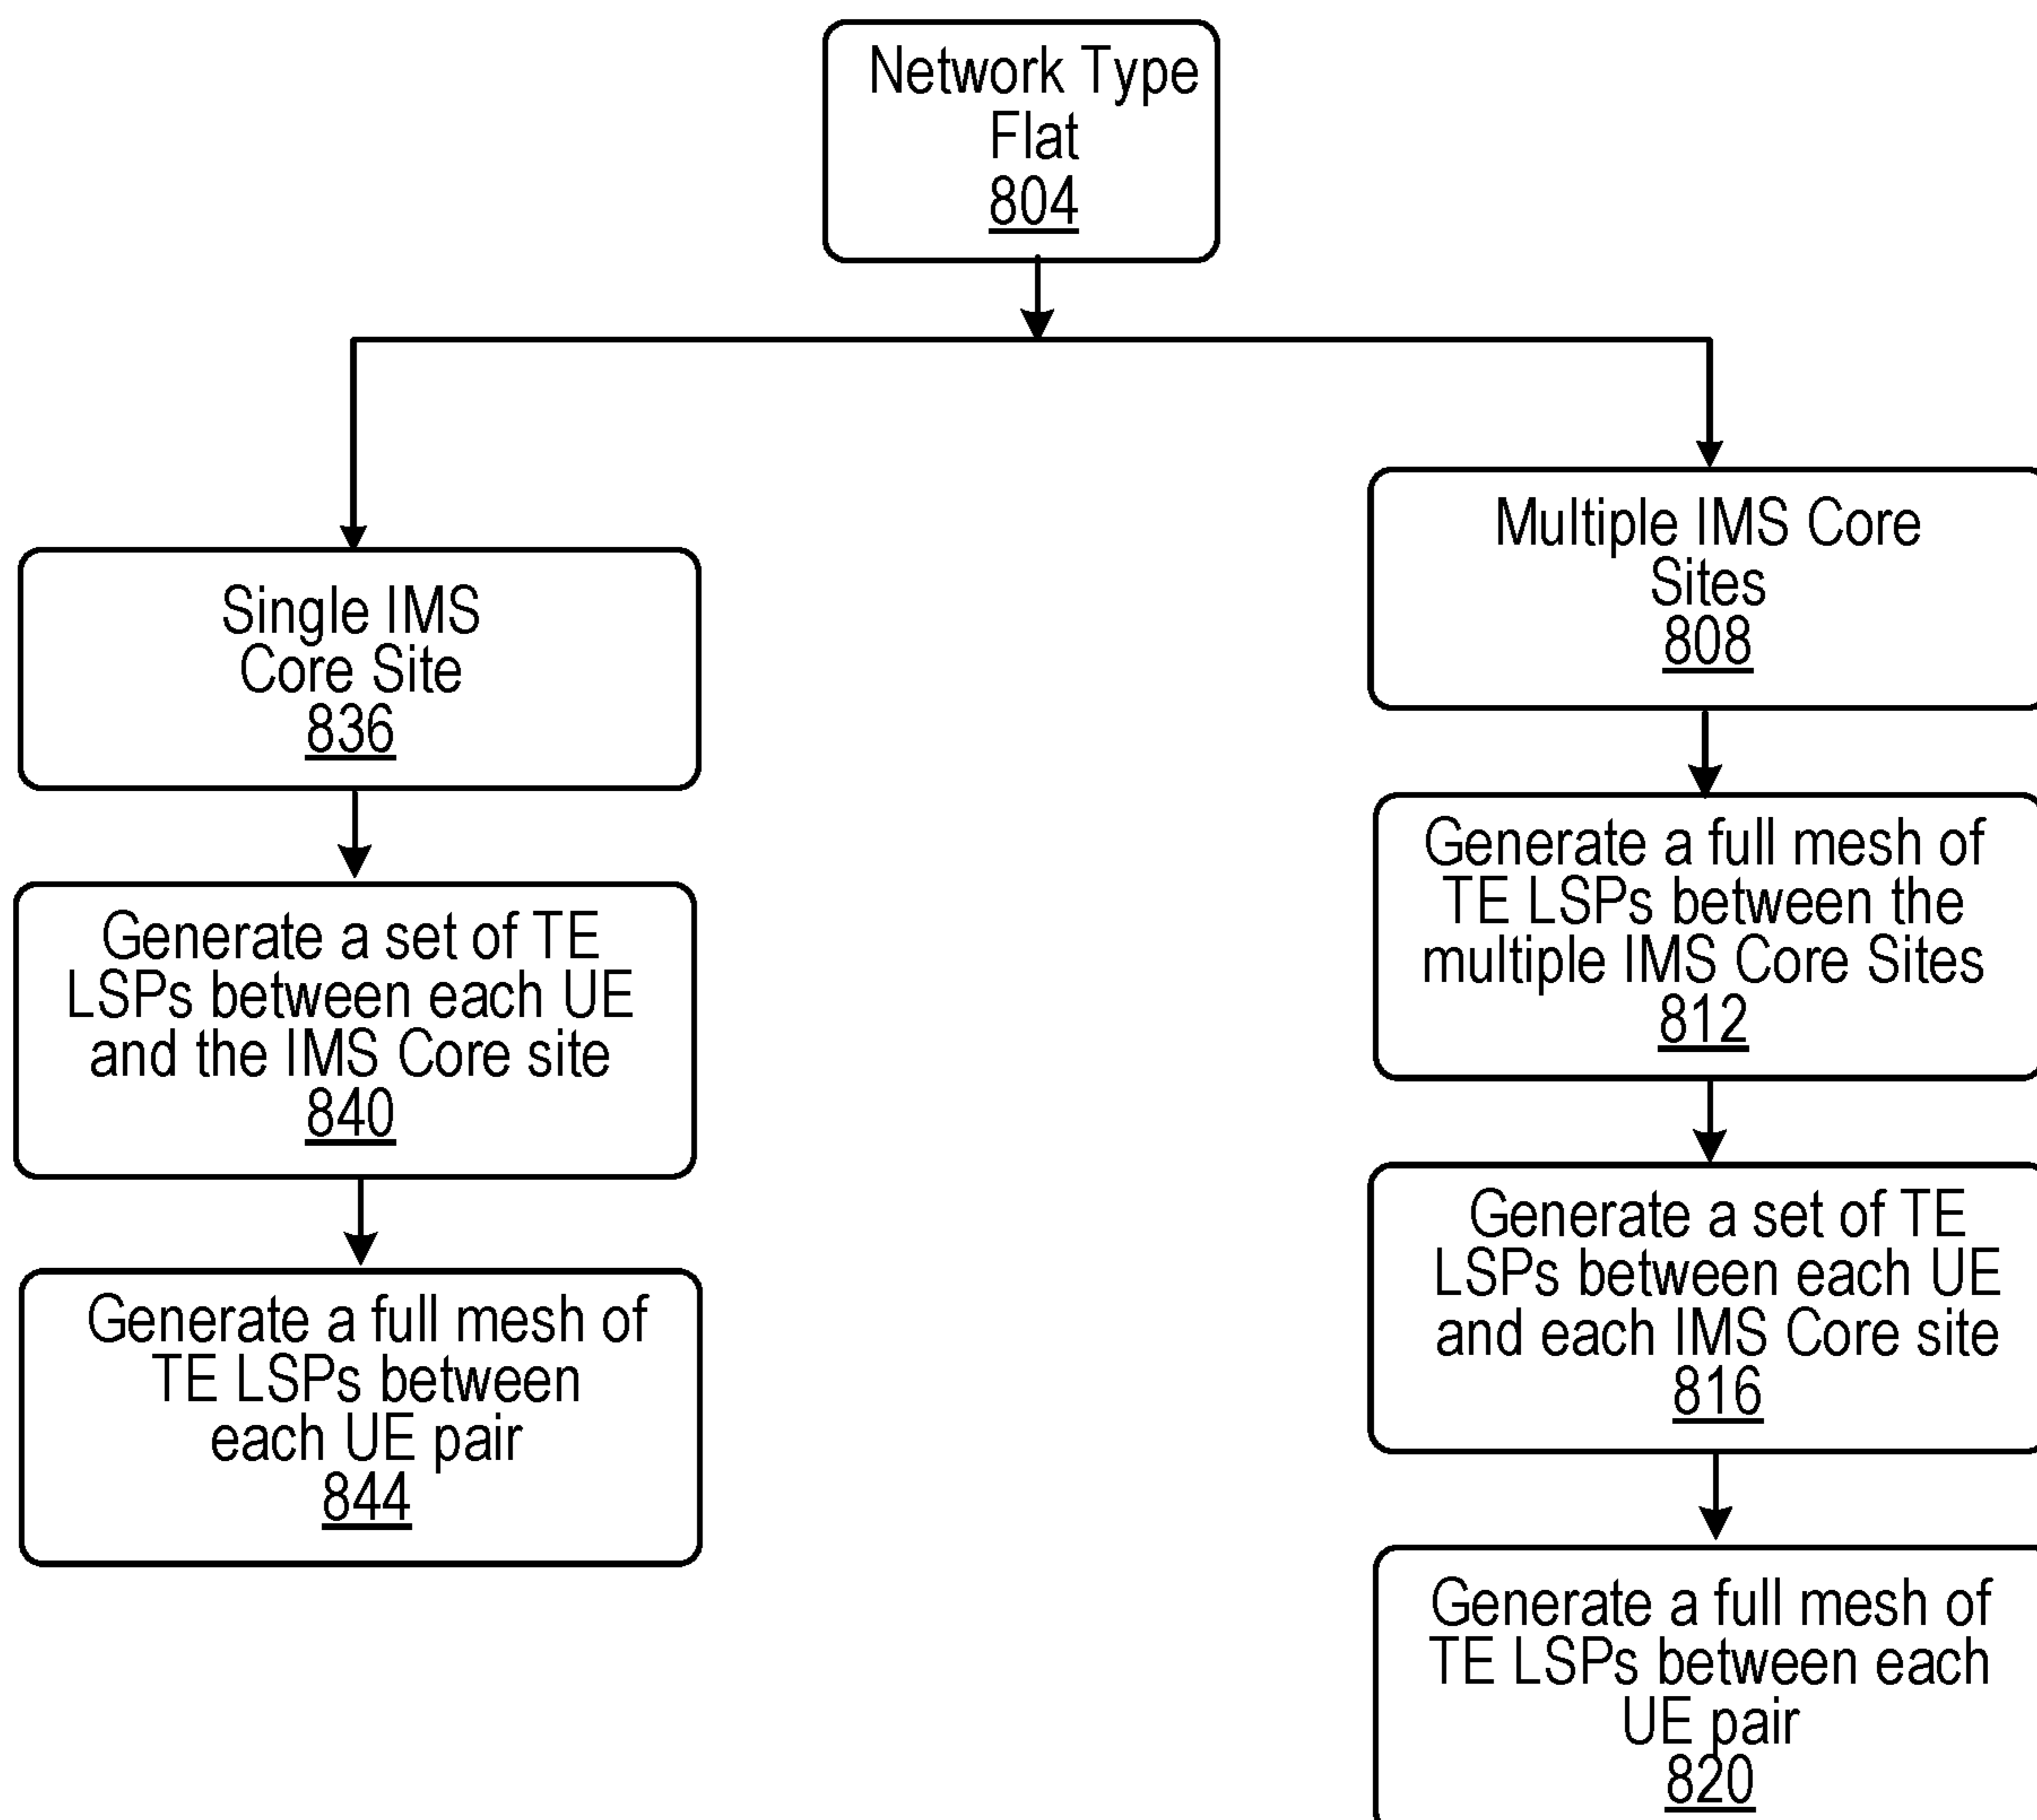 Network Type
Flat
804
Single IMS
Core Site
836
Generate a set of TE
LSPs between each UE
and the IMS Core site
840
Generate a full mesh of
TE LSPs between
each UE pair
844
Multiple IMS Core
Sites
808
Generate a full mesh of
TE LSPs between the
multiple IMS Core Sites
812
Generate a set of TE
LSPs between each UE
and each IMS Core site
816
Generate a full mesh of
TE LSPs between each
UE pair
820